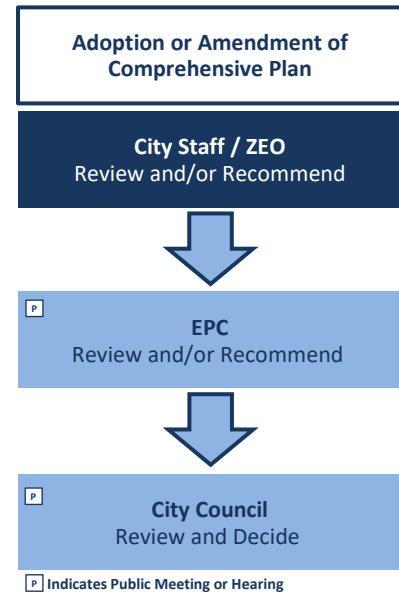 Adoption or Amendment of
Comprehensive Plan
City Staff / ZEO
Review and/or Recommend
P
EPC
Review and/or Recommend
P
City Council
Review and Decide
P Indicates Public Meeting or Hearing